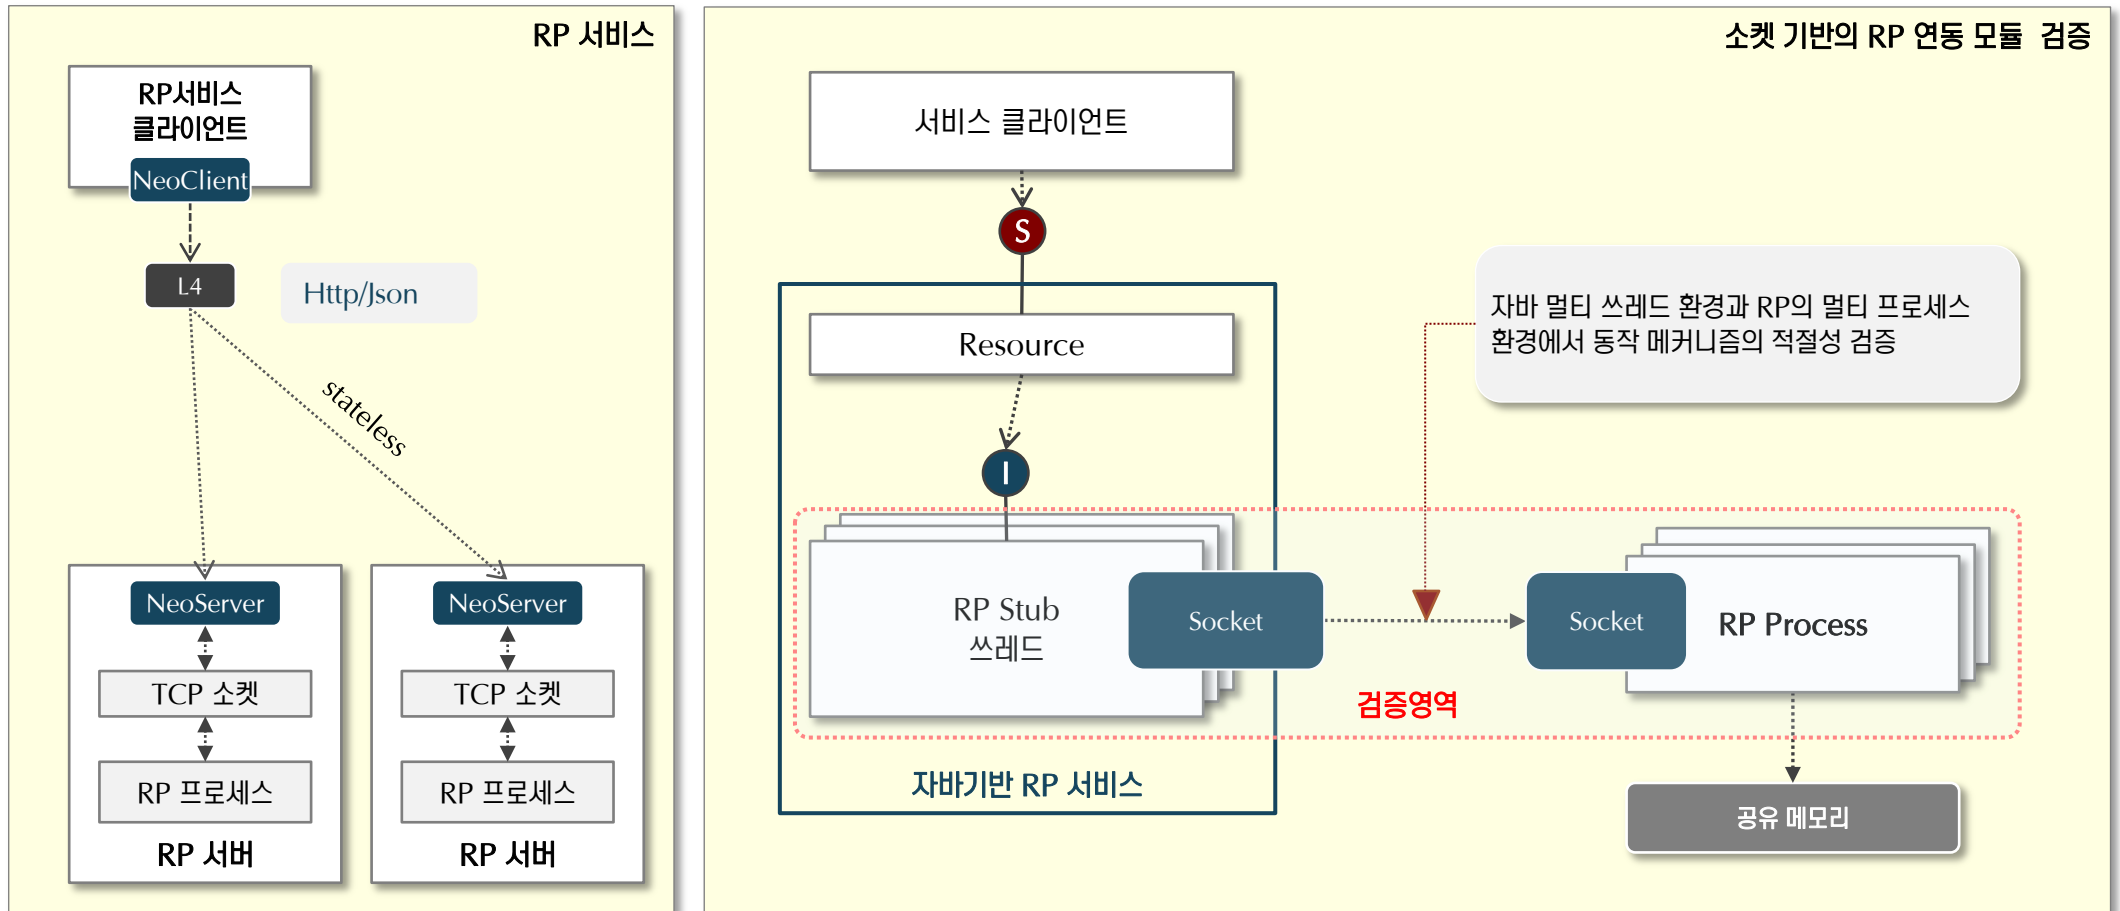 RP 서비스
RP서비스
클라이언트
NeoClient
L4
Http/Json
stateless
NeoServer
TCP 소켓
RP 프로세스
RP 서버
NeoServer
TCP 소켓
RP 프로세스
RP 서버
소켓 기반의 RP 연동 모듈 검증
서비스 클라이언트
S
Resource
I
자바 멀티 쓰레드 환경과 RP의 멀티 프로세스
환경에서 동작 메커니즘의 적절성 검증
RP Stub
쓰레드
Socket
Socket
RP Process
검증영역
자바기반 RP 서비스
공유 메모리